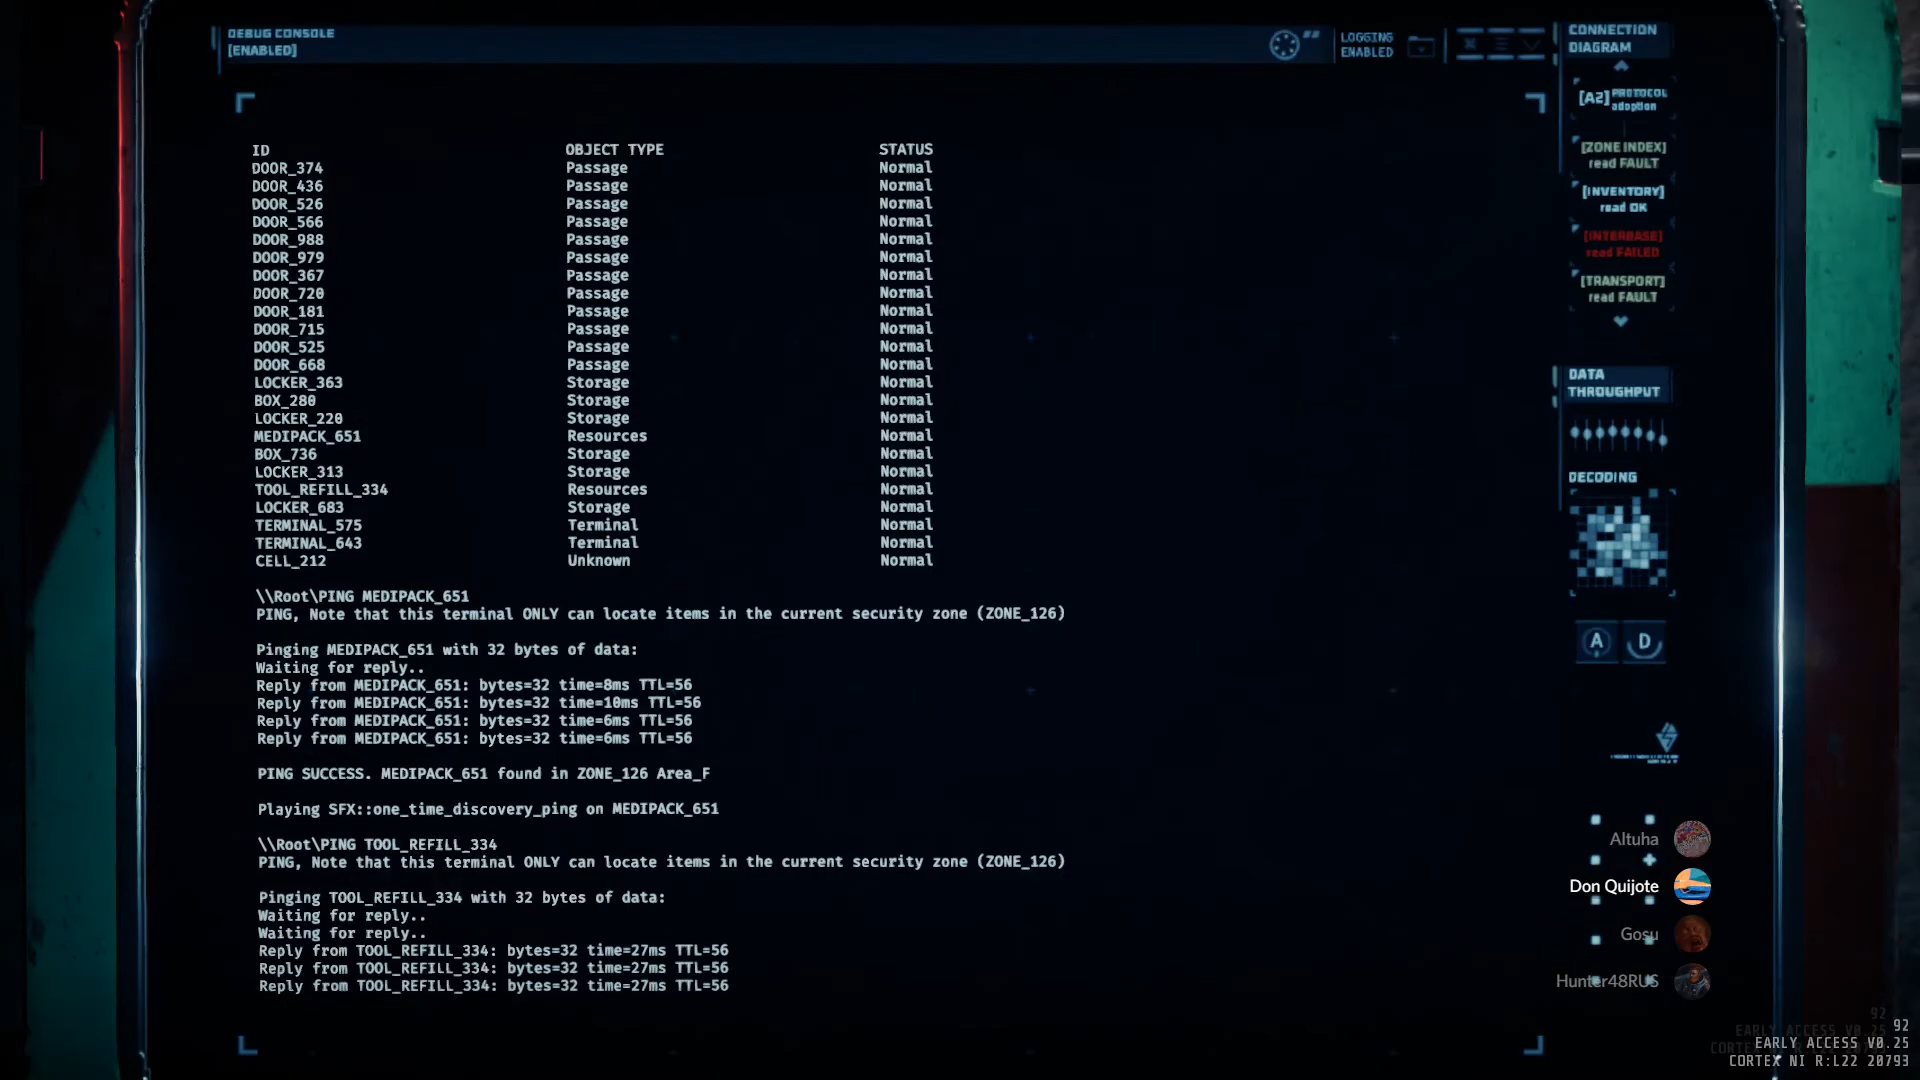 DEBUG CONSOLE
[ENABLED]
LOGGING
ENABLED
ID OBJECT TYPE STATUS
DOOR_374 Passage Normal
DOOR_436 Passage Normal
DOOR_526 Passage Normal
DOOR_566 Passage Normal
DOOR_988 Passage Normal
DOOR_979 Passage Normal
DOOR_367 Passage Normal
DOOR_720 Passage Normal
DOOR_181 Passage Normal
DOOR_715 Passage Normal
DOOR_525 Passage Normal
DOOR_668 Passage Normal
LOCKER_363 Storage Normal
BOX_280 Storage Normal
LOCKER_220 Storage Normal
MEDIPACK_651 Resources Normal
BOX_736 Storage Normal
LOCKER_313 Storage Normal
TOOL_REFILL_334 Resources Normal
LOCKER_683 Storage Normal
TERMINAL_575 Terminal Normal
TERMINAL_643 Terminal Normal
CELL_212 Unknown Normal
\\Root\PING MEDIPACK_651
PING, Note that this terminal ONLY can locate items in the current security zone (ZONE_126)
Pinging MEDIPACK_651 with 32 bytes of data:
Waiting for reply..
Reply from MEDIPACK_651: bytes=32 time=8ms TTL=56
Reply from MEDIPACK_651: bytes=32 time=10ms TTL=56
Reply from MEDIPACK_651: bytes=32 time=6ms TTL=56
Reply from MEDIPACK_651: bytes=32 time=6ms TTL=56
PING SUCCESS. MEDIPACK_651 found in ZONE_126 Area_F
Playing SFX::one_time_discovery_ping on MEDIPACK_651
\\Root\PING TOOL_REFILL_334
PING, Note that this terminal ONLY can locate items in the current security zone (ZONE_126)
Pinging TOOL_REFILL_334 with 32 bytes of data:
Waiting for reply..
Waiting for reply..
Reply from TOOL_REFILL_334: bytes=32 time=27ms TTL=56
Reply from TOOL_REFILL_334: bytes=32 time=27ms TTL=56
Reply from TOOL_REFILL_334: bytes=32 time=27ms TTL=56
CONNECTION
DIAGRAM
[A2] PROTOCOL
adoption
[ZONE INDEX]
read FAULT
[INVENTORY]
read OK
[INTERBASE]
read FAILED
[TRANSPORT]
read FAULT
DATA
THROUGHPUT
DECODING
A D
Altuha
Don Quijote
Gosu
Hunter48RUS
92
EARLY ACCESS V0.25
CORTEX NI R:L22 20793